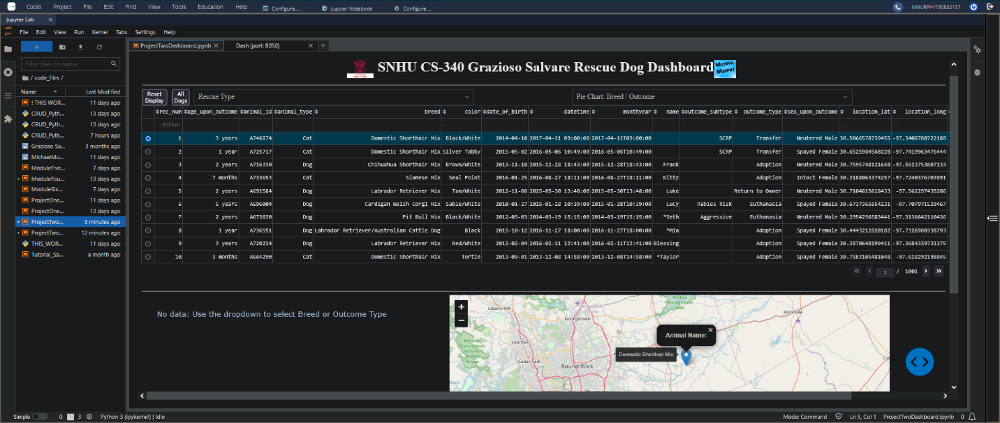 Codio Project File Edit Find View Tools Education Help Configure.... Jupyter Notebook Configure.... MMURPHY190852157
Jupyter Lab
File Edit View Run Kernel Tabs Settings Help
ProjectTwoDashboard.ipynb Dash (port: 8050)
Filter files by name
/ code_files /
Name Last Modified
! THIS WOR... 11 days ago
CRUD_Pyth... 13 days ago
CRUD_Pyth... 13 days ago
CRUD_Pyth... 7 hours ago
Grazioso Sa... 3 months ago
MichaelMu... 11 days ago
ModuleFive... 7 days ago
ModuleFou... 13 days ago
ModuleSix... 7 days ago
ProjectOne... 11 days ago
ProjectOne... 13 days ago
ProjectTwo... 3 minutes ago
ProjectTwo... 12 minutes ago
THIS_WOR... 11 days ago
Tutorial_Sa... a month ago
SNHU CS-340 Grazioso Salvare Rescue Dog Dashboard
MICHAEL
MURPHY
Reset Display All Dogs Rescue Type Pie Chart: Breed / Outcome
rec_num age_upon_outcome animal_id animal_type breed color date_of_birth datetime monthyear name outcome_subtype outcome_type sex_upon_outcome location_lat location_long
filter
1 3 years A746874 Cat Domestic Shorthair Mix Black/White 2014-04-10 2017-04-11 09:00:00 2017-04-11T09:00:00 SCRP Transfer Neutered Male 30.5066578739455 -97.3408780722188
2 1 year A725717 Cat Domestic Shorthair Mix Silver Tabby 2015-05-02 2016-05-06 10:49:00 2016-05-06T10:49:00 SCRP Transfer Spayed Female 30.6525984560228 -97.7419963476444
3 2 years A716330 Dog Chihuahua Shorthair Mix Brown/White 2013-11-18 2015-12-28 18:43:00 2015-12-28T18:43:00 Frank Adoption Neutered Male 30.7595748121648 -97.5523753807133
4 7 months A733653 Cat Siamese Mix Seal Point 2016-01-25 2016-08-27 18:11:00 2016-08-27T18:11:00 Kitty Adoption Intact Female 30.3188063374257 -97.7240376703891
5 2 years A691584 Dog Labrador Retriever Mix Tan/White 2012-11-06 2015-05-30 13:48:00 2015-05-30T13:48:00 Luke Return to Owner Neutered Male 30.7104815618433 -97.562297435286
6 5 years A696004 Dog Cardigan Welsh Corgi Mix Sable/White 2010-01-27 2015-01-28 10:39:00 2015-01-28T10:39:00 Lucy Rabies Risk Euthanasia Spayed Female 30.6737365854231 -97.707971529467
7 2 years A673830 Dog Pit Bull Mix Black/White 2012-03-03 2014-03-19 15:15:00 2014-03-19T15:15:00 *Seth Aggressive Euthanasia Neutered Male 30.2954256583441 -97.3136642110436
8 1 year A736551 Dog Labrador Retriever/Australian Cattle Dog Black 2015-10-12 2016-11-27 18:00:00 2016-11-27T18:00:00 *Mia Adoption Spayed Female 30.4443212820182 -97.7326980338793
9 3 years A720214 Dog Labrador Retriever Mix Red/White 2013-02-04 2016-02-11 12:41:00 2016-02-11T12:41:00 Blessing Adoption Spayed Female 30.3870648199411 -97.3684339731375
10 3 months A664290 Cat Domestic Shorthair Mix Tortie 2013-09-01 2013-12-08 14:58:00 2013-12-08T14:58:00 *Taylor Adoption Spayed Female 30.7583105481048 -97.618292198845
1 / 1001
No data: Use the dropdown to select Breed or Outcome Type
+
−
Liberty Hill
Georgetown
Wildlife
Management
Area
Rockdale
Leander
Cedar Park
Round Rock
Balcones
Canyonlands
National
Wildlife
Refuge
Animal Name:
Domestic Shorthair Mix
Simple 0 3 Python 3 (ipykernel) | Idle Mode: Command Ln 5, Col 1 ProjectTwoDashboard.ipynb 0